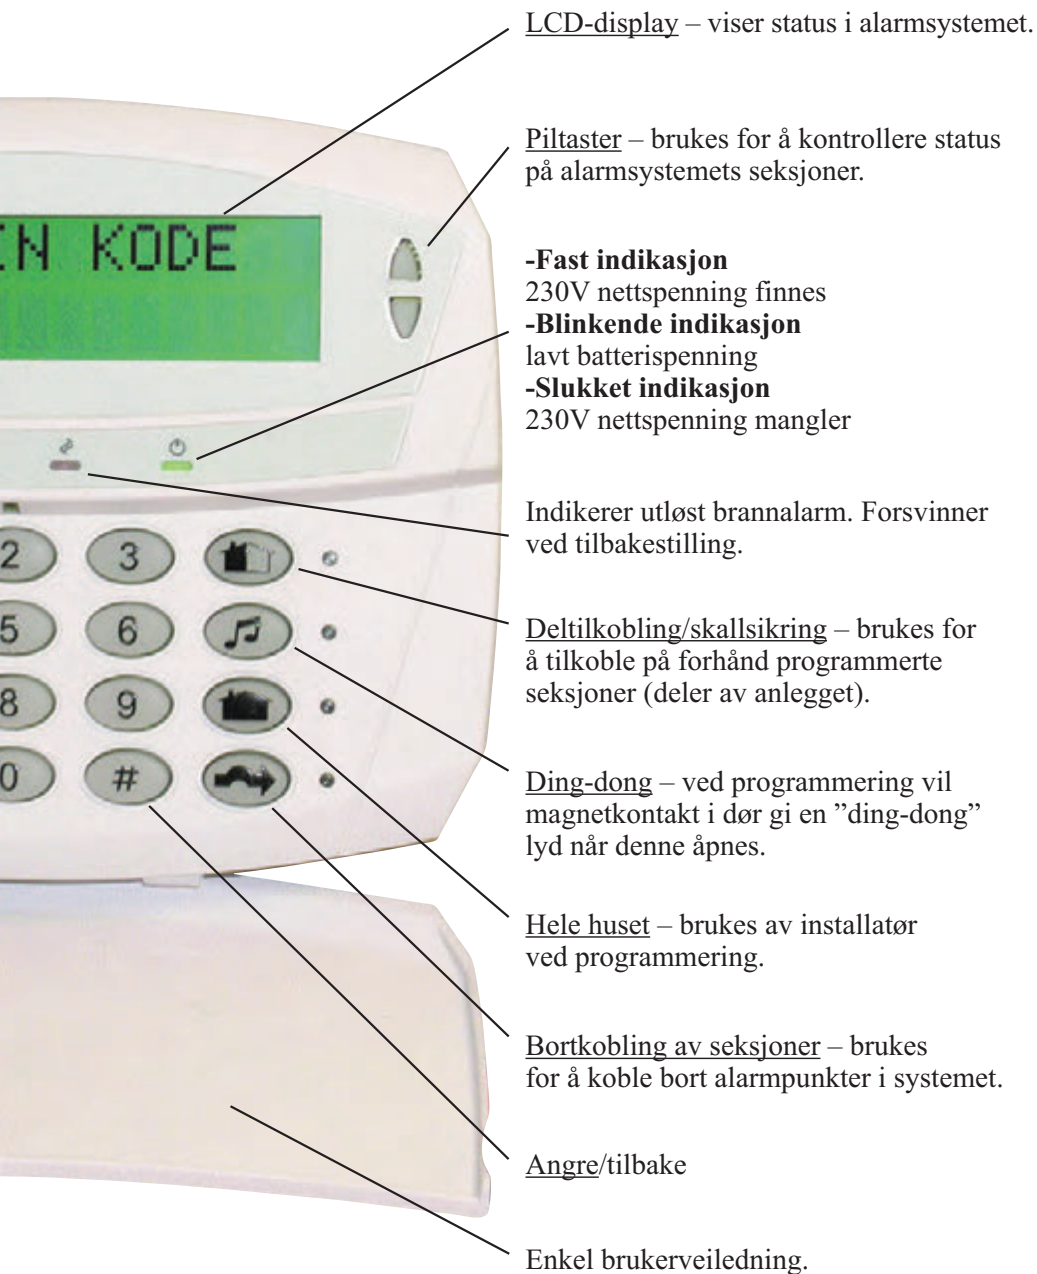 LCD-display – viser status i alarmsystemet.
Piltaster – brukes for å kontrollere status
på alarmsystemets seksjoner.
IN KODE
-Fast indikasjon
230V nettspenning finnes
-Blinkende indikasjon
lavt batterispenning
-Slukket indikasjon
230V nettspenning mangler
Indikerer utløst brannalarm. Forsvinner
ved tilbakestilling.
2 3
Deltilkobling/skallsikring – brukes for
å tilkoble på forhånd programmerte
seksjoner (deler av anlegget).
5 6
8 9
0 #
Ding-dong – ved programmering vil
magnetkontakt i dør gi en ”ding-dong”
lyd når denne åpnes.
Hele huset – brukes av installatør
ved programmering.
Bortkobling av seksjoner – brukes
for å koble bort alarmpunkter i systemet.
Angre/tilbake
Enkel brukerveiledning.